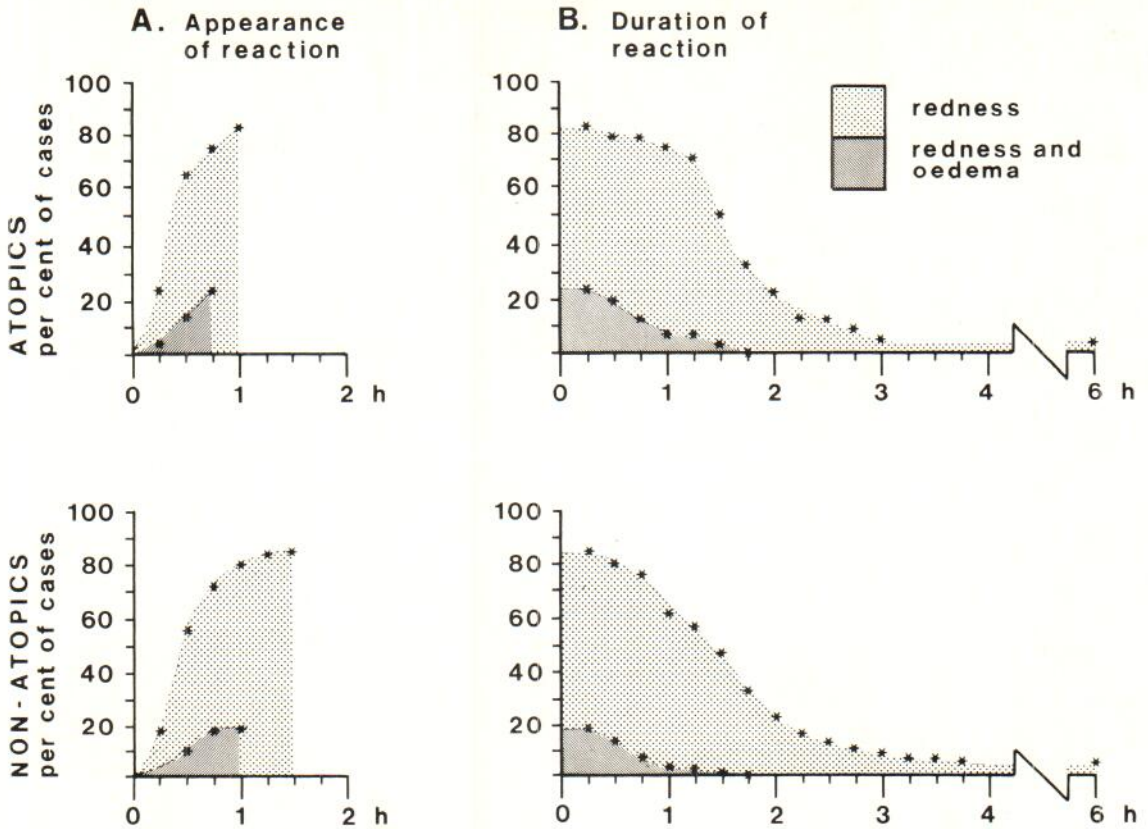 A. Appearance
of reaction
B. Duration of
reaction
redness
redness and
oedema
ATOPICS
per cent of cases
100
80
60
40
20
0 1 2 h
100
80
60
40
20
0 1 2 3 4 6 h
NON-ATOPICS
per cent of cases
100
80
60
40
20
0 1 2 h
100
80
60
40
20
0 1 2 3 4 6 h